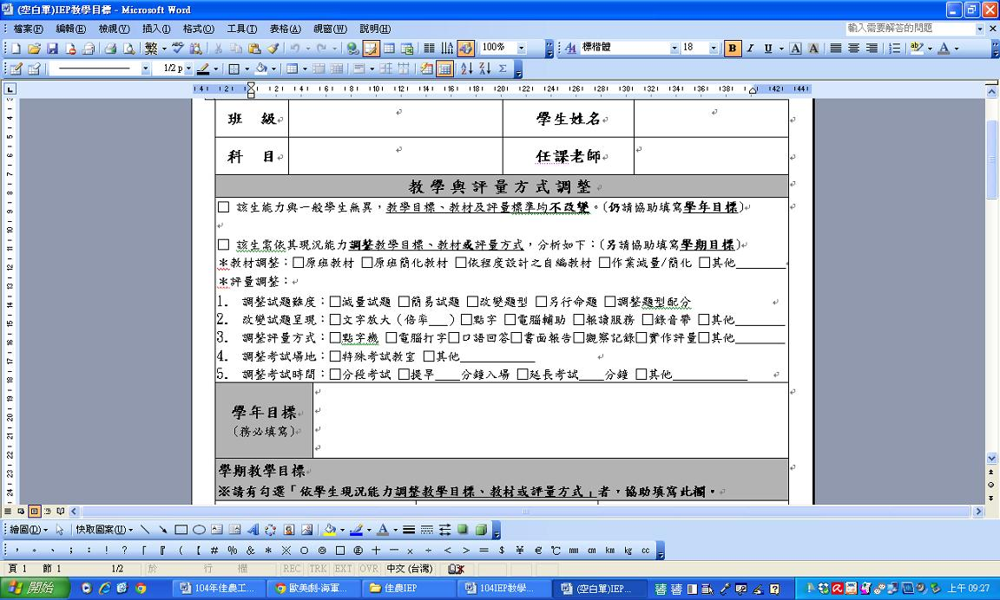 (空白單)IEP教學目標 - Microsoft Word
檔案(F) 編輯(E) 檢視(V) 插入(I) 格式(O) 工具(T) 表格(A) 視窗(W) 說明(H) 輸入需要解答的問題
繁 100% 標楷體 18 B I U A A
1/2 p
班 級 學生姓名
科 目 任課老師
教學與評量方式調整
□ 該生能力與一般學生無異，教學目標、教材及評量標準均不改變。(仍請協助填寫學年目標)
□ 該生需依其現況能力調整教學目標、教材或評量方式，分析如下：(另請協助填寫學期目標)
＊教材調整：□原班教材 □原班簡化教材 □依程度設計之自編教材 □作業減量/簡化 □其他______
＊評量調整：
1. 調整試題難度：□減量試題 □簡易試題 □改變題型 □另行命題 □調整題型配分
2. 改變試題呈現：□文字放大（倍率___）□點字 □電腦輔助 □報讀服務 □錄音帶 □其他______
3. 調整評量方式：□點字機 □電腦打字□口語回答□書面報告□觀察記錄□實作評量□其他______
4. 調整考試場地：□特殊考試教室 □其他_________
5. 調整考試時間：□分段考試 □提早___分鐘入場 □延長考試___分鐘 □其他_________
學年目標
(務必填寫)
學期教學目標
※請有勾選「依學生現況能力調整教學目標、教材或評量方式」者，協助填寫此欄。
繪圖(D) 快取圖案(U)
， 。 、 ； ： ！ ？ 「 『 （ 【 # % & * ※ ○ ◎ □ ㊣ ＋ － × ÷ ＜ ＞ ＝ $ ¥ € ℃ mm cm km kg cc
頁 1 節 1 1/2 於 行 欄 REC TRK EXT OVR 中文 (台灣)
開始 104年佳農工... 歐美劇-海軍... 佳農IEP 104IEP教學... (空白單)IEP... 上午 09:27